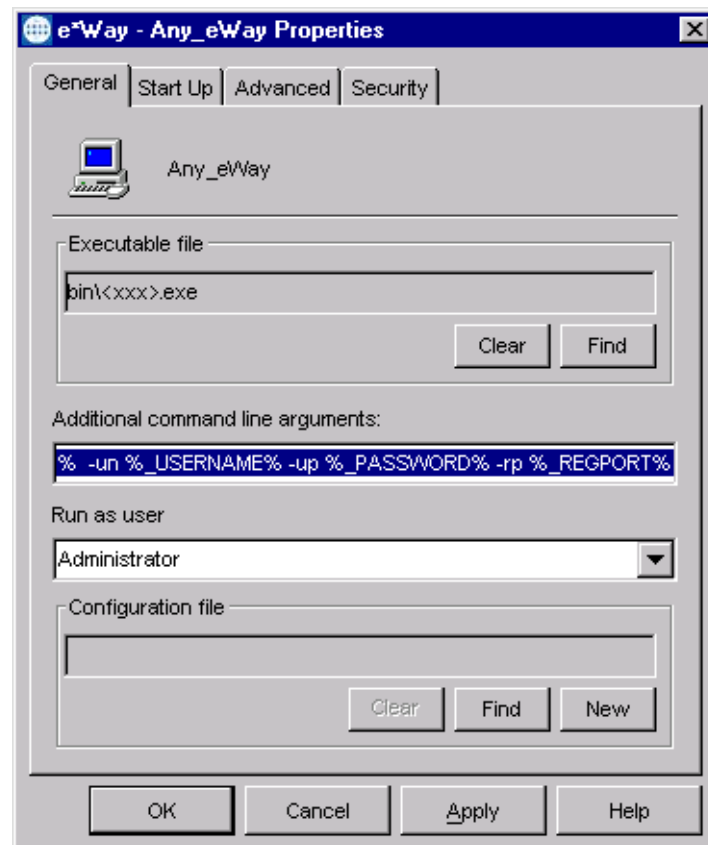 e*Way - Any_eWay Properties
General Start Up Advanced Security
Any_eWay
Executable file
bin\<xxx>.exe
Clear Find
Additional command line arguments:
% -un %_USERNAME% -up %_PASSWORD% -rp %_REGPORT%
Run as user
Administrator
Configuration file
Clear Find New
OK Cancel Apply Help